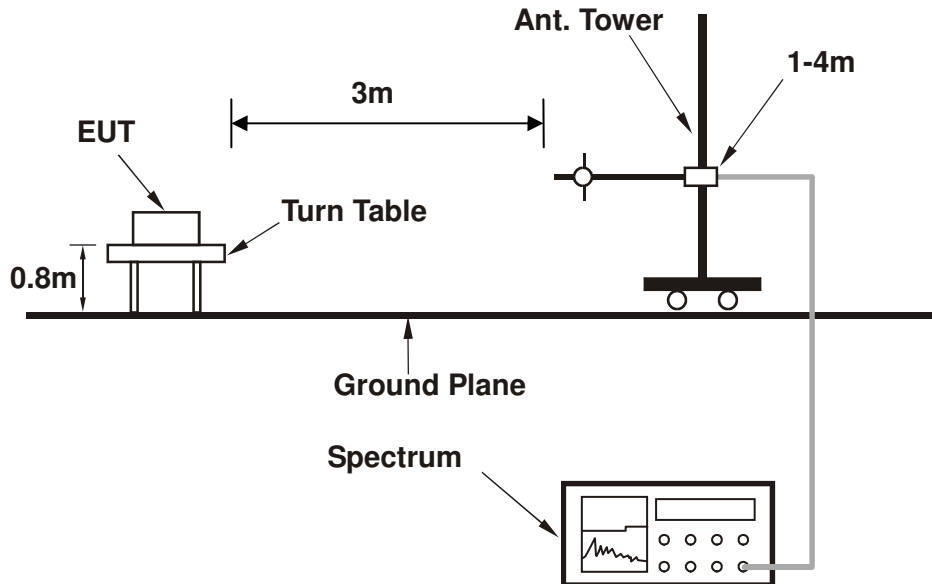 Ant. Tower
1-4m
3m
EUT
Turn Table
0.8m
Ground Plane
Spectrum